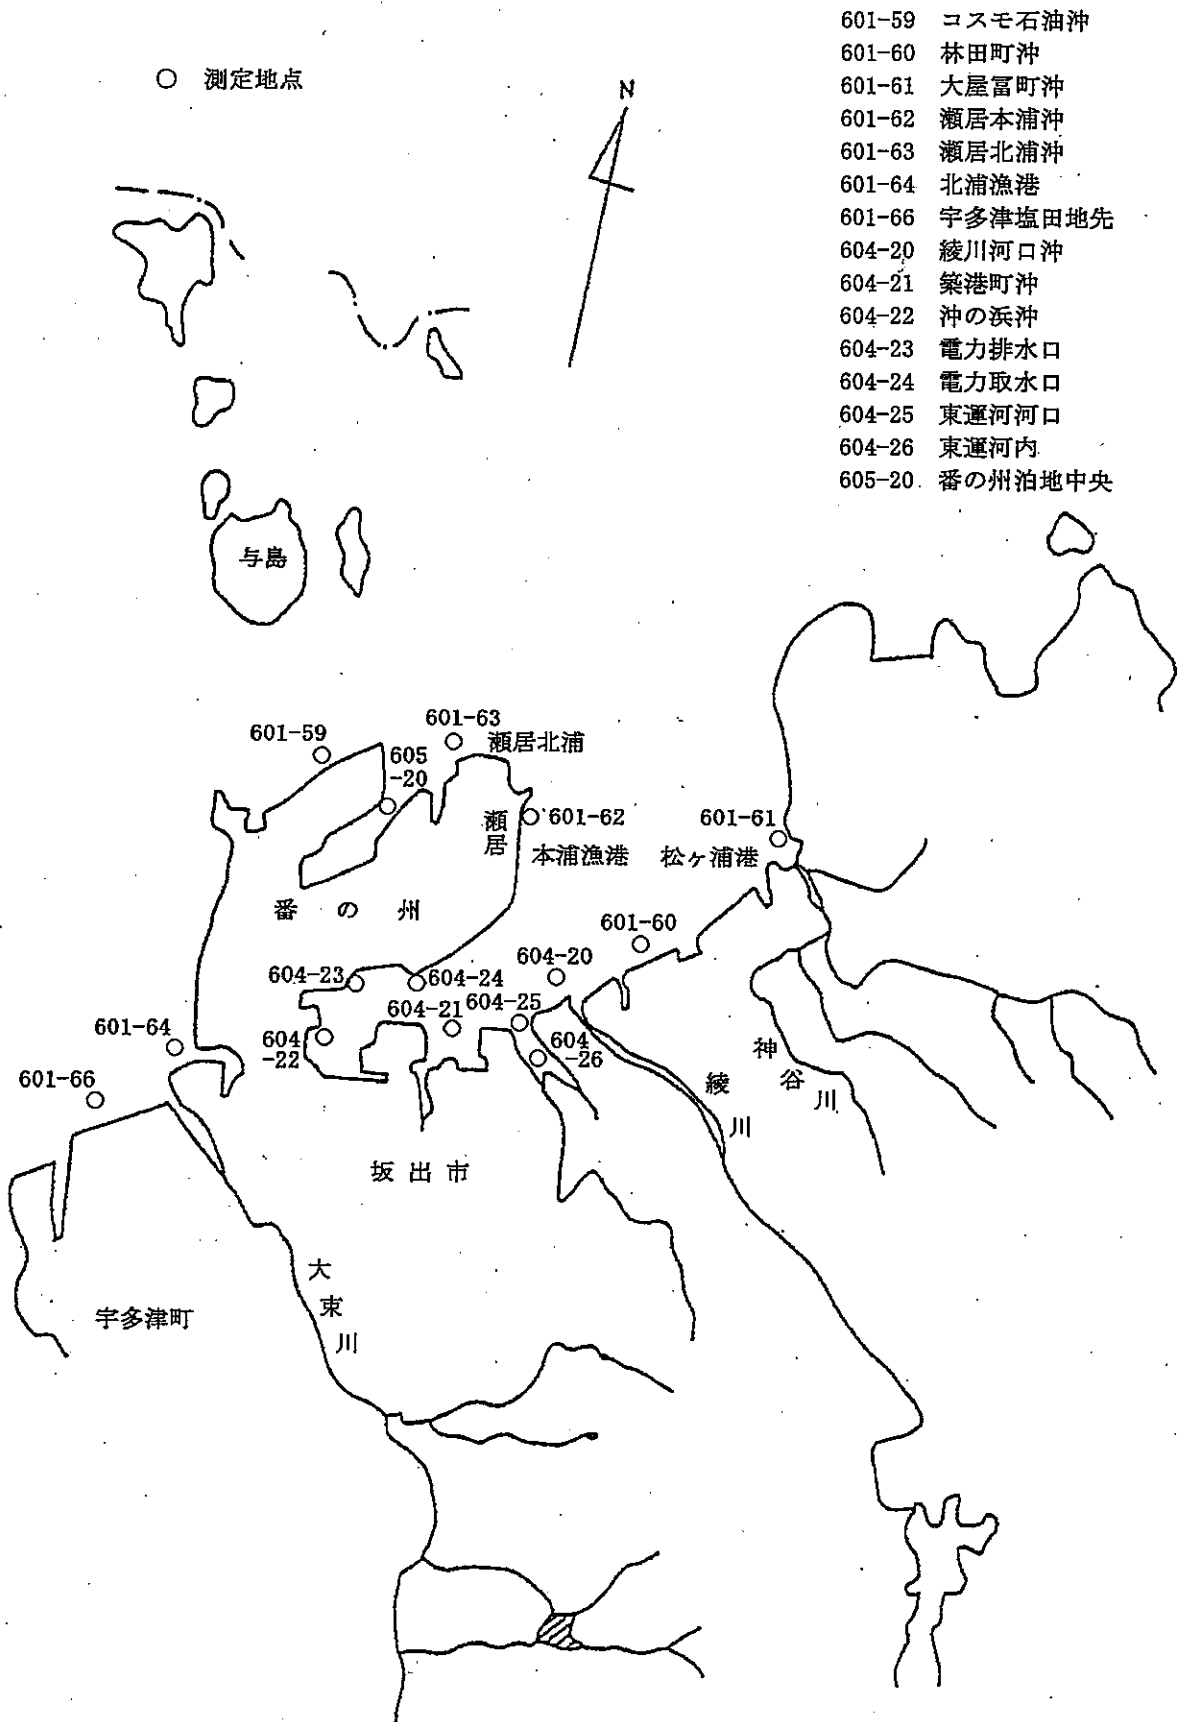 601-59 コスモ石油沖
601-60 林田町沖
601-61 大屋冨町沖
601-62 瀬居本浦沖
601-63 瀬居北浦沖
601-64 北浦漁港
601-66 宇多津塩田地先
604-20 綾川河口沖
604-21 築港町沖
604-22 沖の浜沖
604-23 電力排水口
604-24 電力取水口
604-25 東運河河口
604-26 東運河内
605-20 番の州泊地中央
○ 測定地点
N
与島
601-59
601-63
瀬居北浦
605
-20
瀬居
601-62
本浦漁港
601-61
松ヶ浦港
番の州
601-60
604-23
604-24
604-20
604-21
604-25
601-64
604
-22
604
-26
601-66
神谷川
綾川
坂出市
大束川
宇多津町